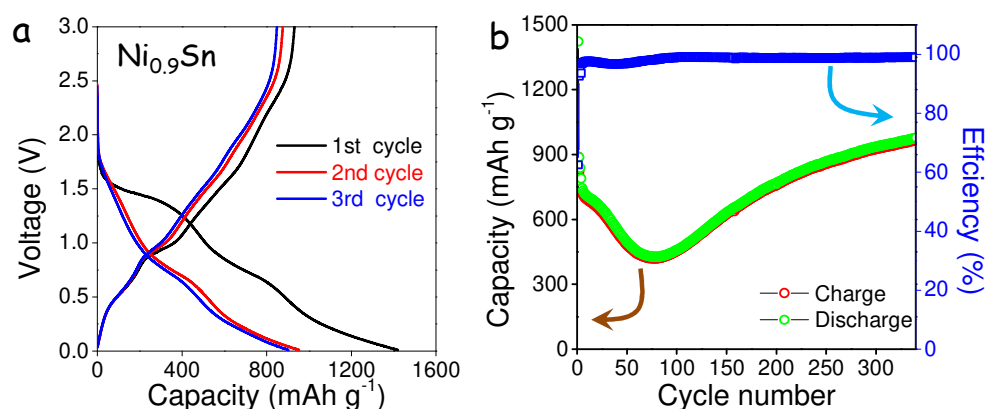 a
Ni0.9Sn
1st cycle
2nd cycle
3rd cycle
Voltage (V)
3.0
2.5
2.0
1.5
1.0
0.5
0.0
0 400 800 1200 1600
Capacity (mAh g-1)
b
Capacity (mAh g-1)
1500
1200
900
600
300
0
Charge
Discharge
100
80
60
40
20
0
Effciency (%)
0 50 100 150 200 250 300
Cycle number